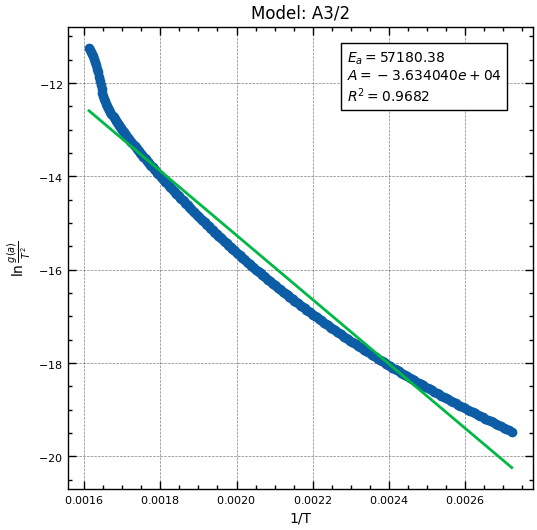 Model: A3/2
E_a = 57180.38
A = − 3.634040e + 04
R^2 = 0.9682
−12
−14
−16
−18
−20
ln g(a)/T^2
0.0016 0.0018 0.0020 0.0022 0.0024 0.0026
1/T